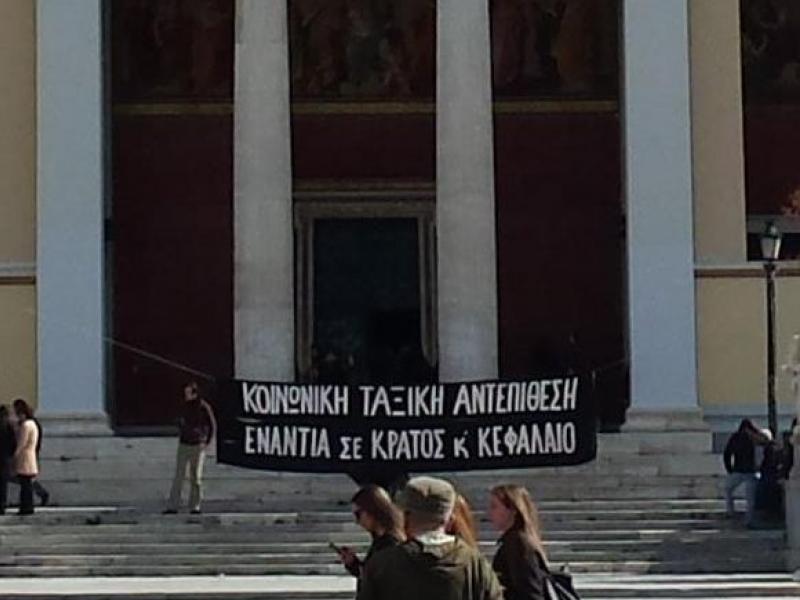 ΚΟΙΝΩΝΙΚΗ ΤΑΞΙΚΗ ΑΝΤΕΠΙΘΕΣΗ
ΕΝΑΝΤΙΑ ΣΕ ΚΡΑΤΟΣ Κ' ΚΕΦΑΛΑΙΟ